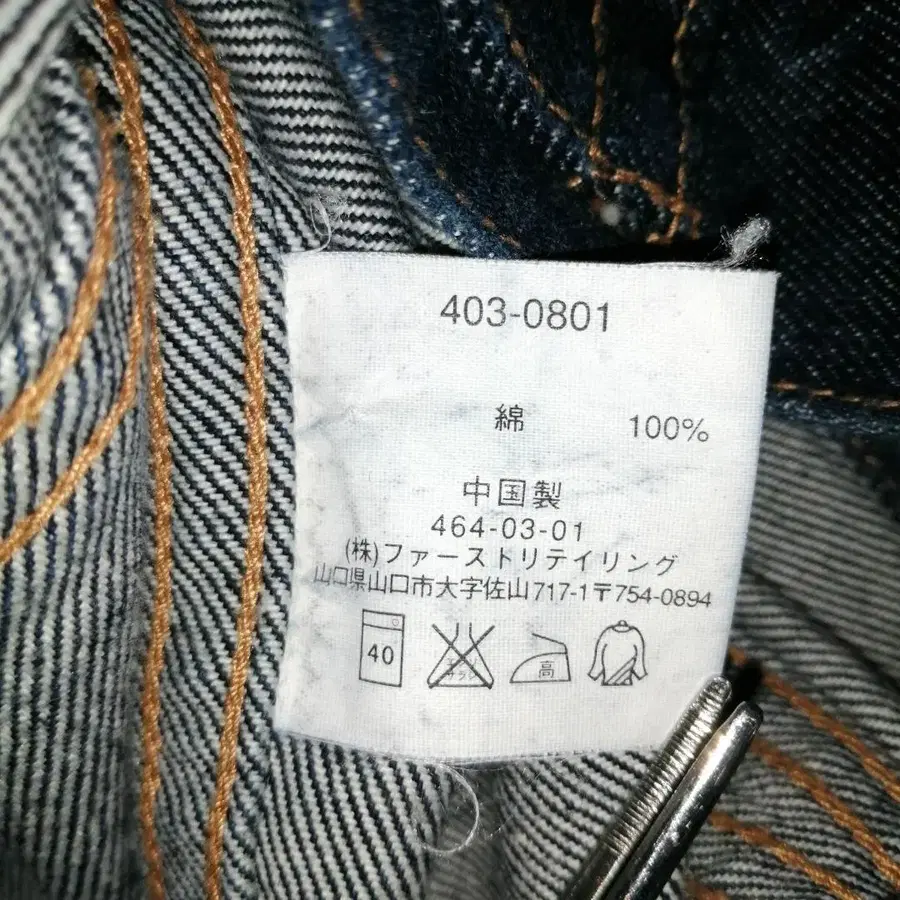 403-0801
綿 100%
中国製
464-03-01
(株)ファーストリテイリング
山口県山口市大字佐山717-1〒754-0894
40
高